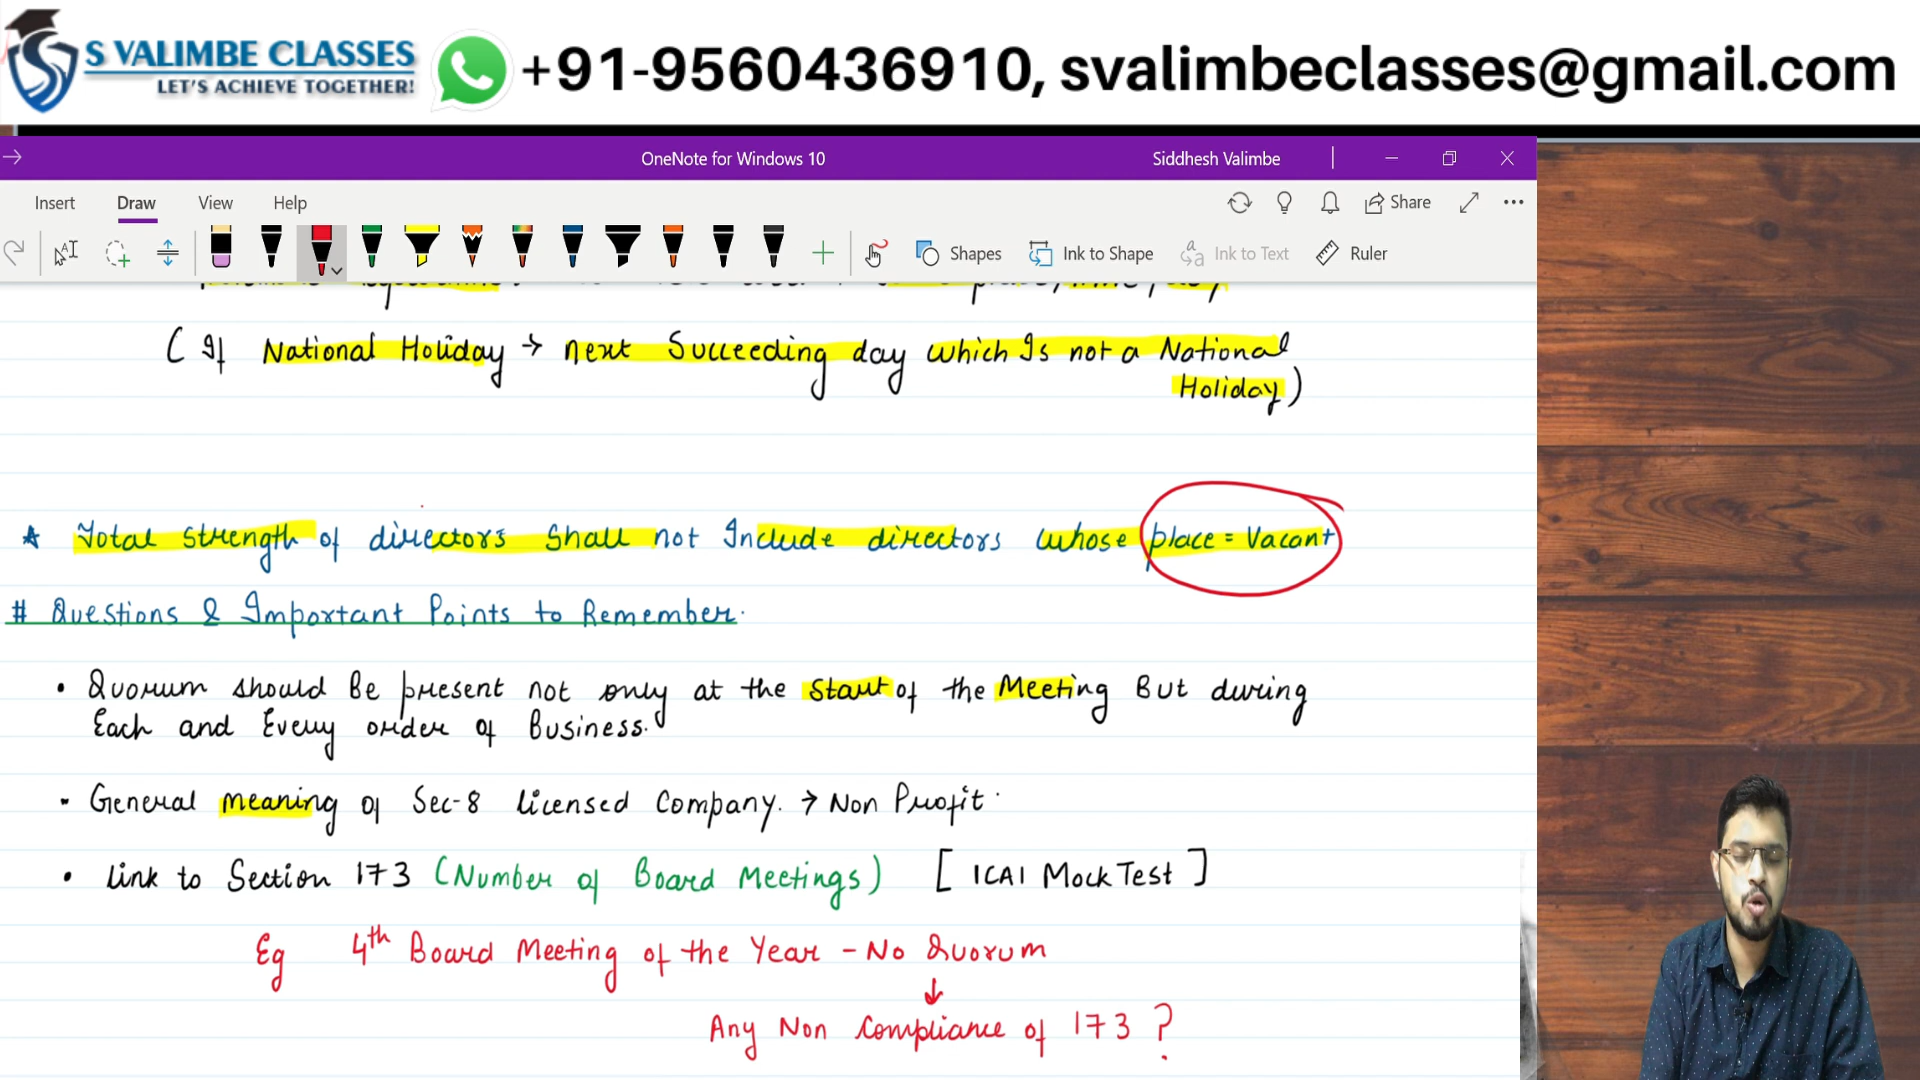 S VALIMBE CLASSES
LET'S ACHIEVE TOGETHER!
+91-9560436910, svalimbeclasses@gmail.com
OneNote for Windows 10
Siddhesh Valimbe
Insert Draw View Help
Share
Shapes Ink to Shape Ink to Text Ruler
( If National Holiday → next Succeeding day which Is not a National
Holiday)
★ Total Strength of directors Shall not Include directors whose place = Vacant
# Questions & Important Points to Remember.
• Quorum should Be present not only at the Start of the Meeting But during
Each and Every order of Business.
• General meaning of Sec-8 licensed Company. → Non Profit.
• Link to Section 173 (Number of Board Meetings) [ ICAI Mock Test ]
Eg 4th Board Meeting of the Year - No Quorum
↓
Any Non Compliance of 173 ?